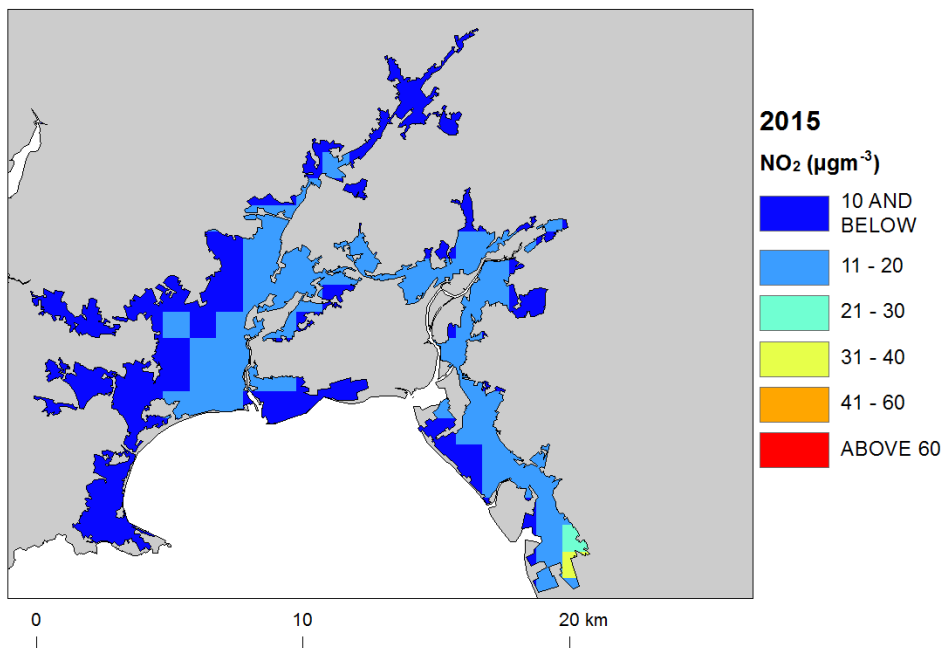 2015
NO₂ (µgm⁻³)
10 AND
BELOW
11 - 20
21 - 30
31 - 40
41 - 60
ABOVE 60
0
10
20 km